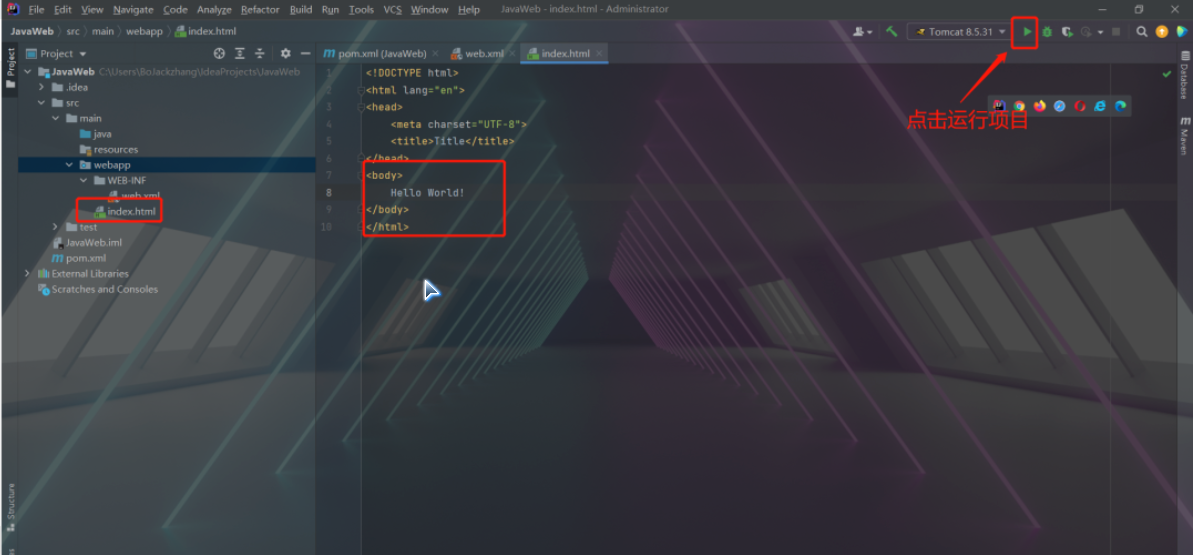 File Edit View Navigate Code Analyze Refactor Build Run Tools VCS Window Help JavaWeb - index.html - Administrator
JavaWeb src main webapp index.html Tomcat 8.5.31
Project pom.xml (JavaWeb) web.xml index.html
JavaWeb C:\Users\BoJackzhang\IdeaProjects\JavaWeb
.idea
src
main
java
resources
webapp
WEB-INF
web.xml
index.html
test
JavaWeb.iml
pom.xml
External Libraries
Scratches and Consoles
1 <!DOCTYPE html>
2 <html lang="en">
3 <head>
4 <meta charset="UTF-8">
5 <title>Title</title>
6 </head>
7 <body>
8 Hello World!
9 </body>
10 </html>
点击运行项目
Project
Structure
Database
Maven